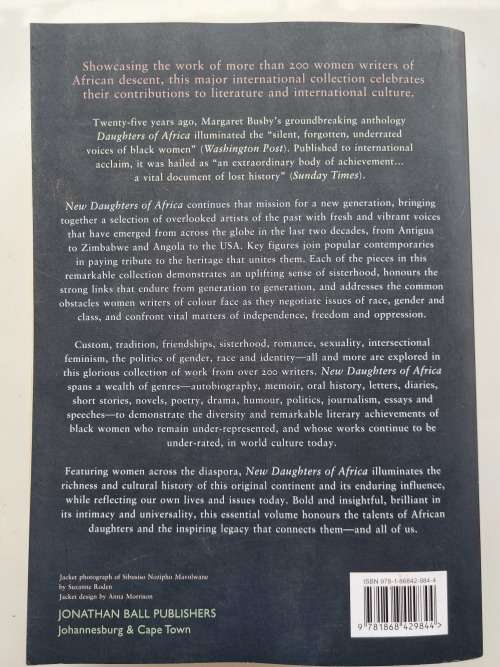 Showcasing the work of more than 200 women writers of
African descent, this major international collection celebrates
their contributions to literature and international culture.
Twenty-five years ago, Margaret Busby's groundbreaking anthology
Daughters of Africa illuminated the “silent, forgotten, underrated
voices of black women” (Washington Post). Published to international
acclaim, it was hailed as “an extraordinary body of achievement...
a vital document of lost history” (Sunday Times).
New Daughters of Africa continues that mission for a new generation, bringing
together a selection of overlooked artists of the past with fresh and vibrant voices
that have emerged from across the globe in the last two decades, from Antigua
to Zimbabwe and Angola to the USA. Key figures join popular contemporaries
in paying tribute to the heritage that unites them. Each of the pieces in this
remarkable collection demonstrates an uplifting sense of sisterhood, honours the
strong links that endure from generation to generation, and addresses the common
obstacles women writers of colour face as they negotiate issues of race, gender and
class, and confront vital matters of independence, freedom and oppression.
Custom, tradition, friendships, sisterhood, romance, sexuality, intersectional
feminism, the politics of gender, race and identity—all and more are explored in
this glorious collection of work from over 200 writers. New Daughters of Africa
spans a wealth of genres—autobiography, memoir, oral history, letters, diaries,
short stories, novels, poetry, drama, humour, politics, journalism, essays and
speeches—to demonstrate the diversity and remarkable literary achievements of
black women who remain under-represented, and whose works continue to be
under-rated, in world culture today.
Featuring women across the diaspora, New Daughters of Africa illuminates the
richness and cultural history of this original continent and its enduring influence,
while reflecting our own lives and issues today. Bold and insightful, brilliant in
its intimacy and universality, this essential volume honours the talents of African
daughters and the inspiring legacy that connects them—and all of us.
Jacket photograph of Sibusiso Nozipho Mavolwane
by Suzanne Roden
Jacket design by Anna Morrison
JONATHAN BALL PUBLISHERS
Johannesburg & Cape Town
ISBN 978-1-86842-984-4
9 781868 429844 >